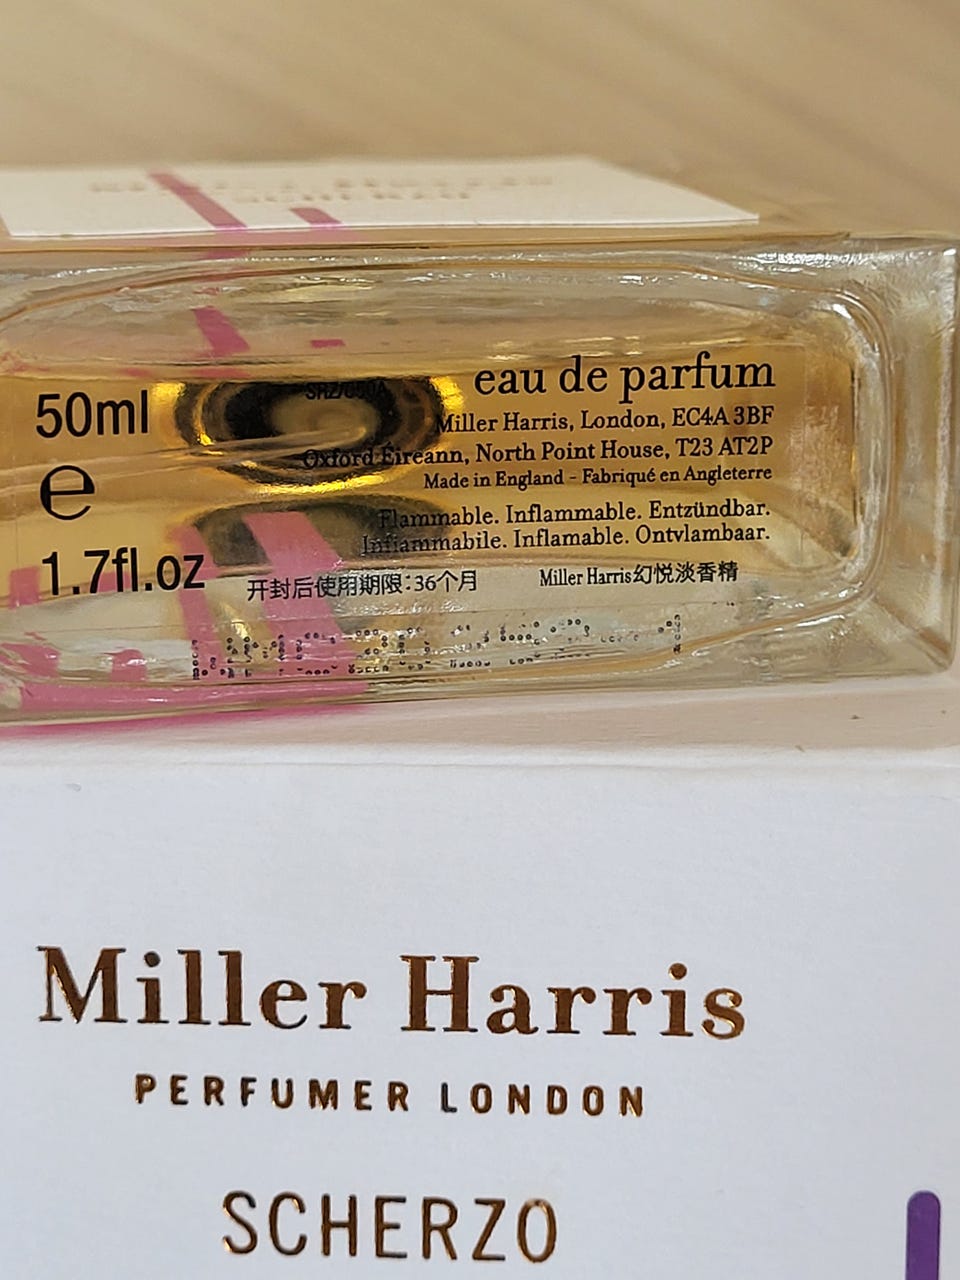 50ml
e
1.7fl.oz
SRZ/050A
eau de parfum
Miller Harris, London, EC4A 3BF
Oxford Éireann, North Point House, T23 AT2P
Made in England - Fabriqué en Angleterre
Flammable. Inflammable. Entzündbar.
Infiammabile. Inflamable. Ontvlambaar.
开封后使用期限:36个月
Miller Harris幻悦淡香精
Miller Harris
PERFUMER LONDON
SCHERZO